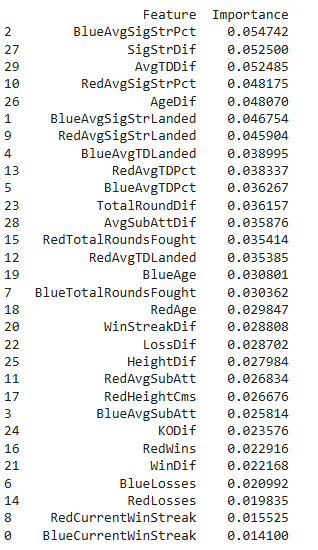 Feature Importance
2 BlueAvgSigStrPct 0.054742
27 SigStrDif 0.052500
29 AvgTDDif 0.052485
10 RedAvgSigStrPct 0.048175
26 AgeDif 0.048070
1 BlueAvgSigStrLanded 0.046754
9 RedAvgSigStrLanded 0.045904
4 BlueAvgTDLanded 0.038995
13 RedAvgTDPct 0.038337
5 BlueAvgTDPct 0.036267
23 TotalRoundDif 0.036157
28 AvgSubAttDif 0.035876
15 RedTotalRoundsFought 0.035414
12 RedAvgTDLanded 0.035385
19 BlueAge 0.030801
7 BlueTotalRoundsFought 0.030362
18 RedAge 0.029847
20 WinStreakDif 0.028808
22 LossDif 0.028702
25 HeightDif 0.027984
11 RedAvgSubAtt 0.026834
17 RedHeightCms 0.026676
3 BlueAvgSubAtt 0.025814
24 KODif 0.023576
16 RedWins 0.022916
21 WinDif 0.022168
6 BlueLosses 0.020992
14 RedLosses 0.019835
8 RedCurrentWinStreak 0.015525
0 BlueCurrentWinStreak 0.014100